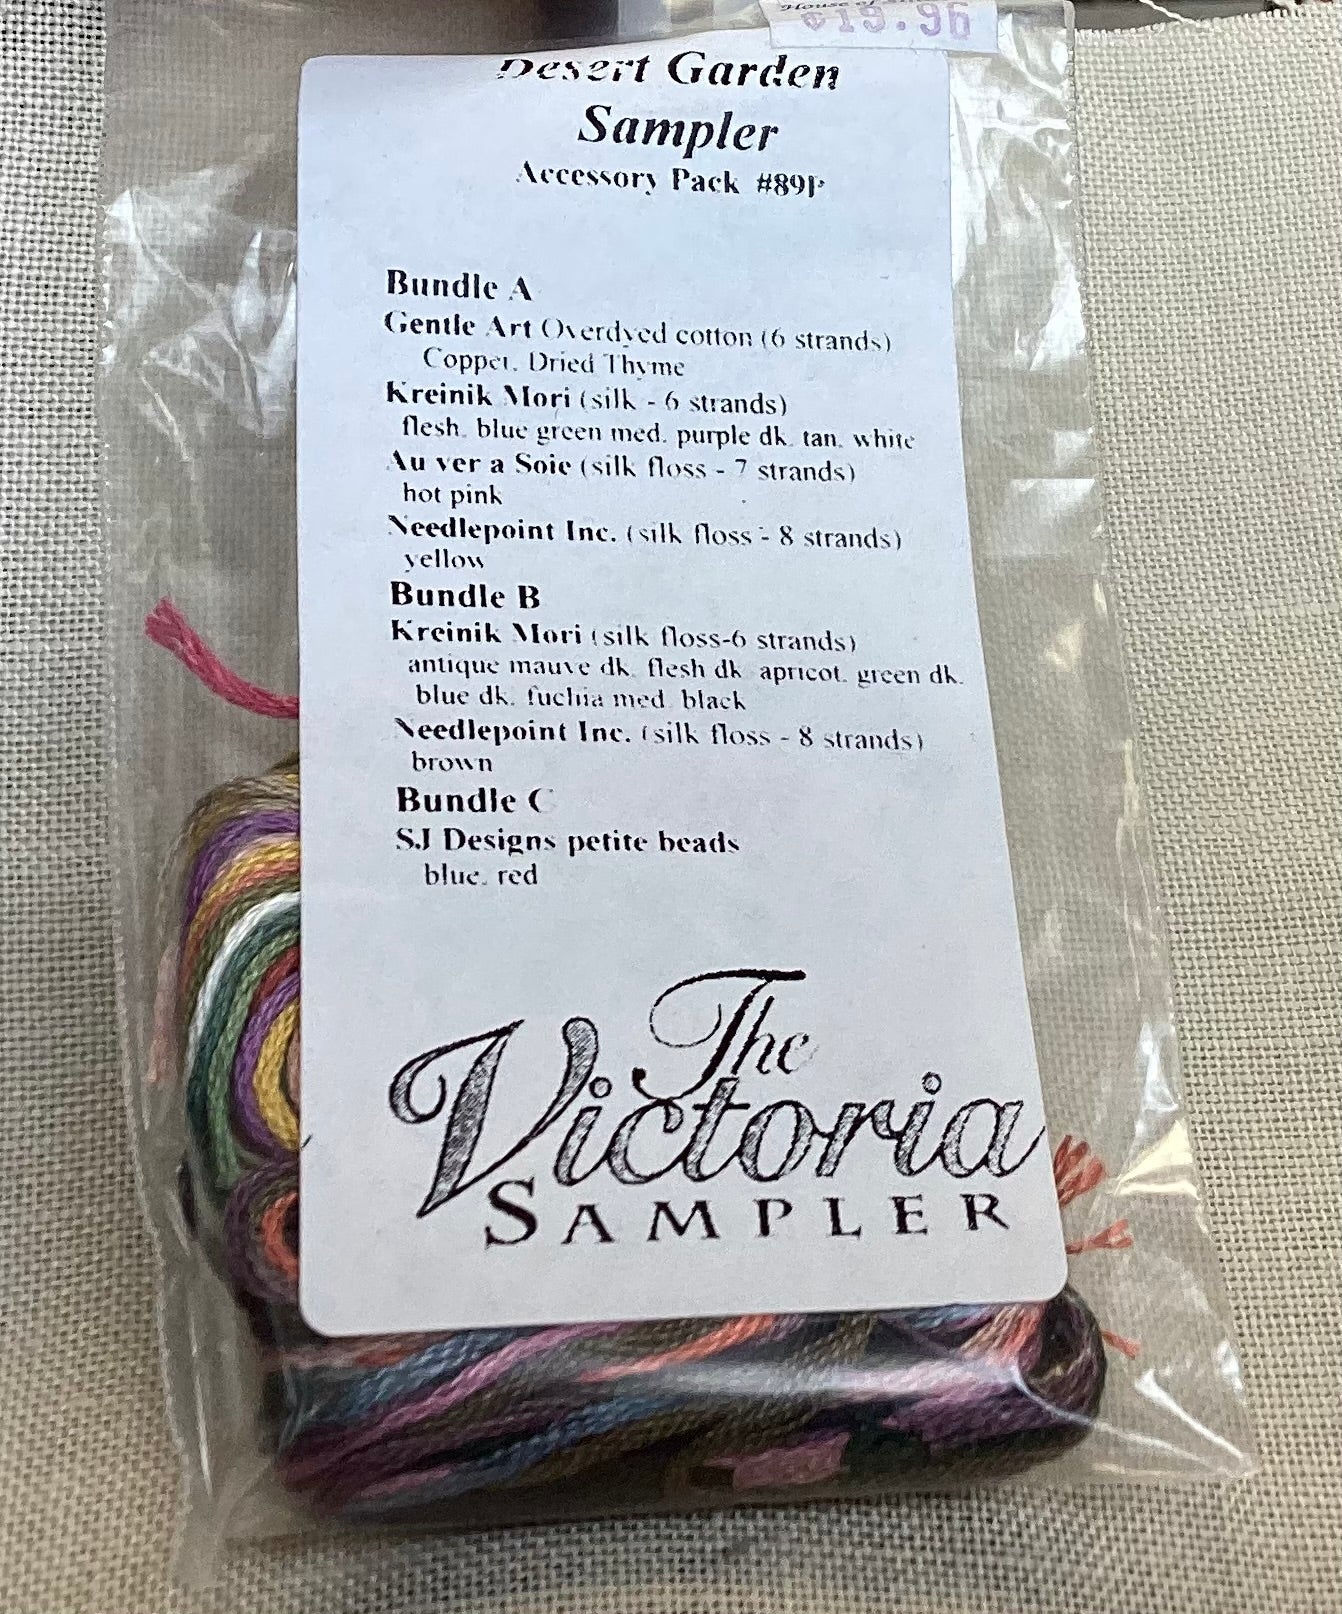 $19.96
Desert Garden
Sampler
Accessory Pack #89P
Bundle A
Gentle Art Overdyed cotton (6 strands)
Copper, Dried Thyme
Kreinik Mori (silk - 6 strands)
flesh, blue green med, purple dk, tan, white
Au ver a Soie (silk floss - 7 strands)
hot pink
Needlepoint Inc. (silk floss - 8 strands)
yellow
Bundle B
Kreinik Mori (silk floss-6 strands)
antique mauve dk, flesh dk apricot, green dk.
blue dk, fuchia med, black
Needlepoint Inc. (silk floss - 8 strands)
brown
Bundle C
SJ Designs petite beads
blue, red
The
Victoria
SAMPLER